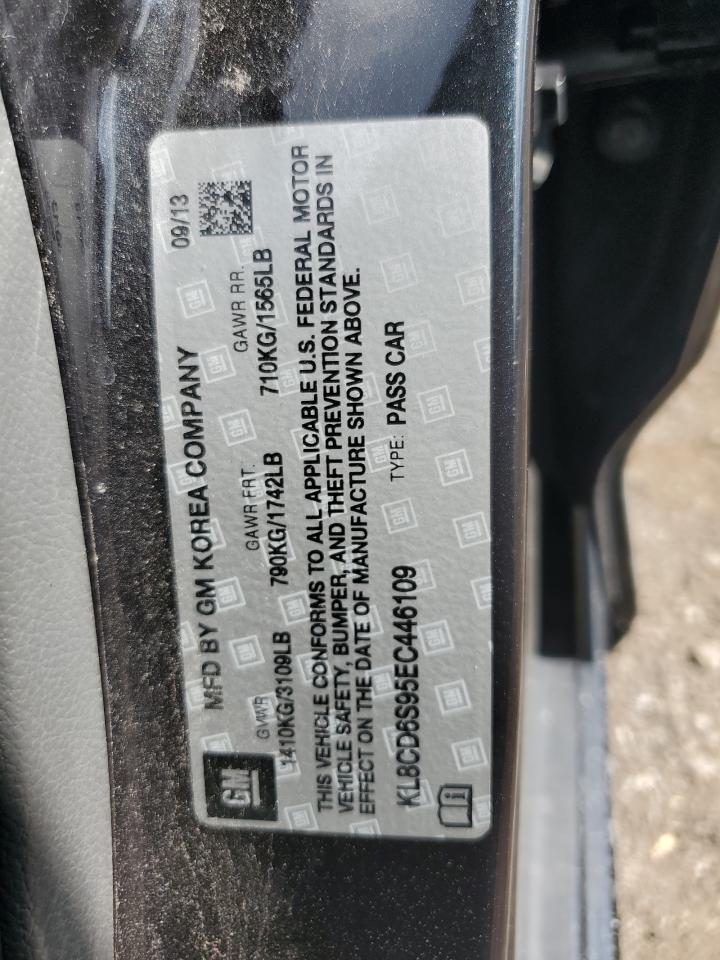 GM
MFD BY GM KOREA COMPANY 09/13
GVWR GAWR FRT. GAWR RR.
1410KG/3109LB 790KG/1742LB 710KG/1565LB
THIS VEHICLE CONFORMS TO ALL APPLICABLE U.S. FEDERAL MOTOR
VEHICLE SAFETY, BUMPER, AND THEFT PREVENTION STANDARDS IN
EFFECT ON THE DATE OF MANUFACTURE SHOWN ABOVE.
KL8CD6S95EC446109 TYPE: PASS CAR